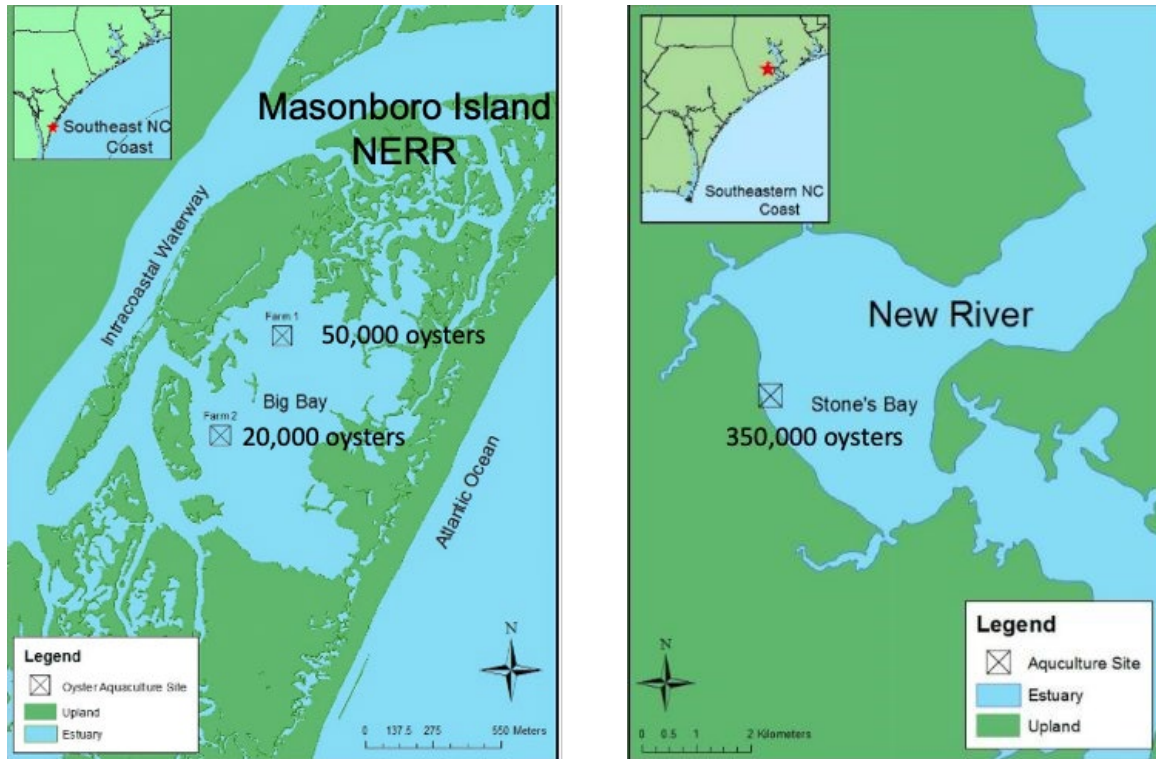 Southeast NC
Coast
Masonboro Island
NERR
Intracoastal Waterway
Farm 1
50,000 oysters
Big Bay
Farm 2
20,000 oysters
Atlantic Ocean
N
Legend
Oyster Aquaculture Site
Upland
Estuary
0 137.5 275 550 Meters
Southeastern NC
Coast
New River
Stone's Bay
350,000 oysters
N
0 0.5 1 2 Kilometers
Legend
Aquculture Site
Estuary
Upland